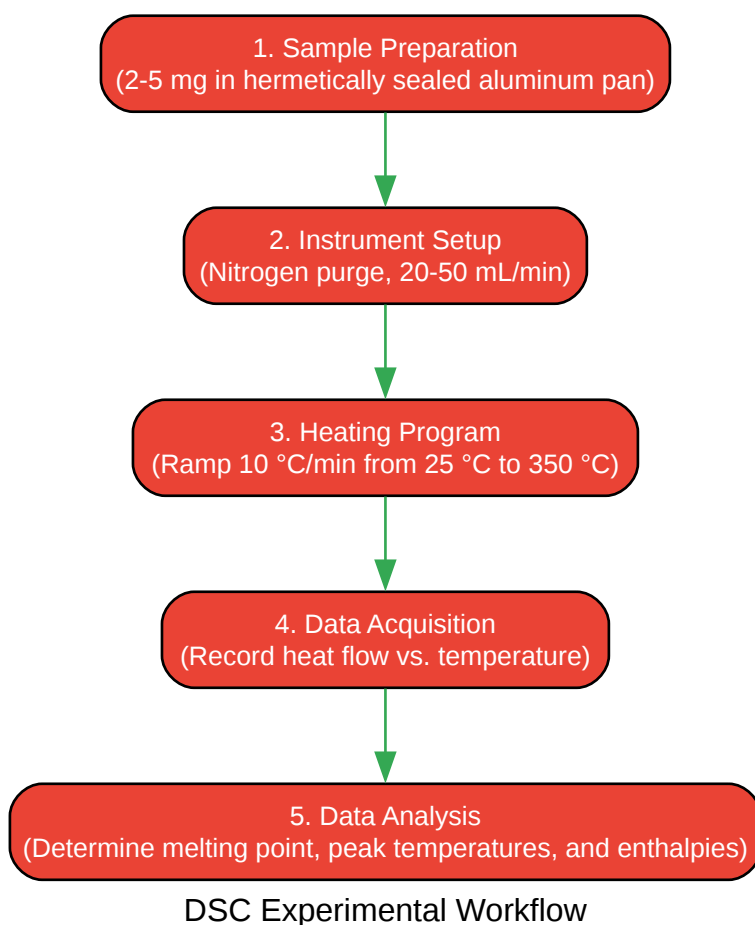 1. Sample Preparation
(2-5 mg in hermetically sealed aluminum pan)
2. Instrument Setup
(Nitrogen purge, 20-50 mL/min)
3. Heating Program
(Ramp 10 °C/min from 25 °C to 350 °C)
4. Data Acquisition
(Record heat flow vs. temperature)
5. Data Analysis
(Determine melting point, peak temperatures, and enthalpies)
DSC Experimental Workflow